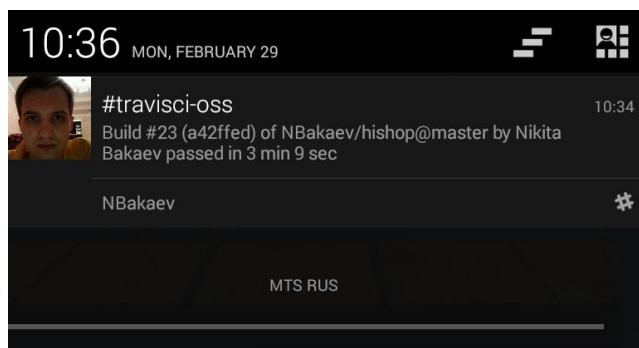 10:36 MON, FEBRUARY 29
#travisci-oss 10:34
Build #23 (a42ffed) of NBakaev/hishop@master by Nikita
Bakaev passed in 3 min 9 sec
NBakaev
MTS RUS